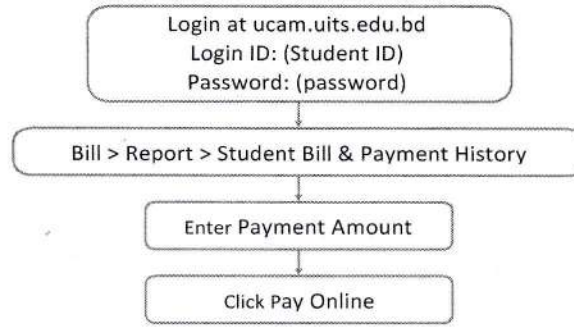 Login at ucam.uits.edu.bd
Login ID: (Student ID)
Password: (password)
Bill > Report > Student Bill & Payment History
Enter Payment Amount
Click Pay Online